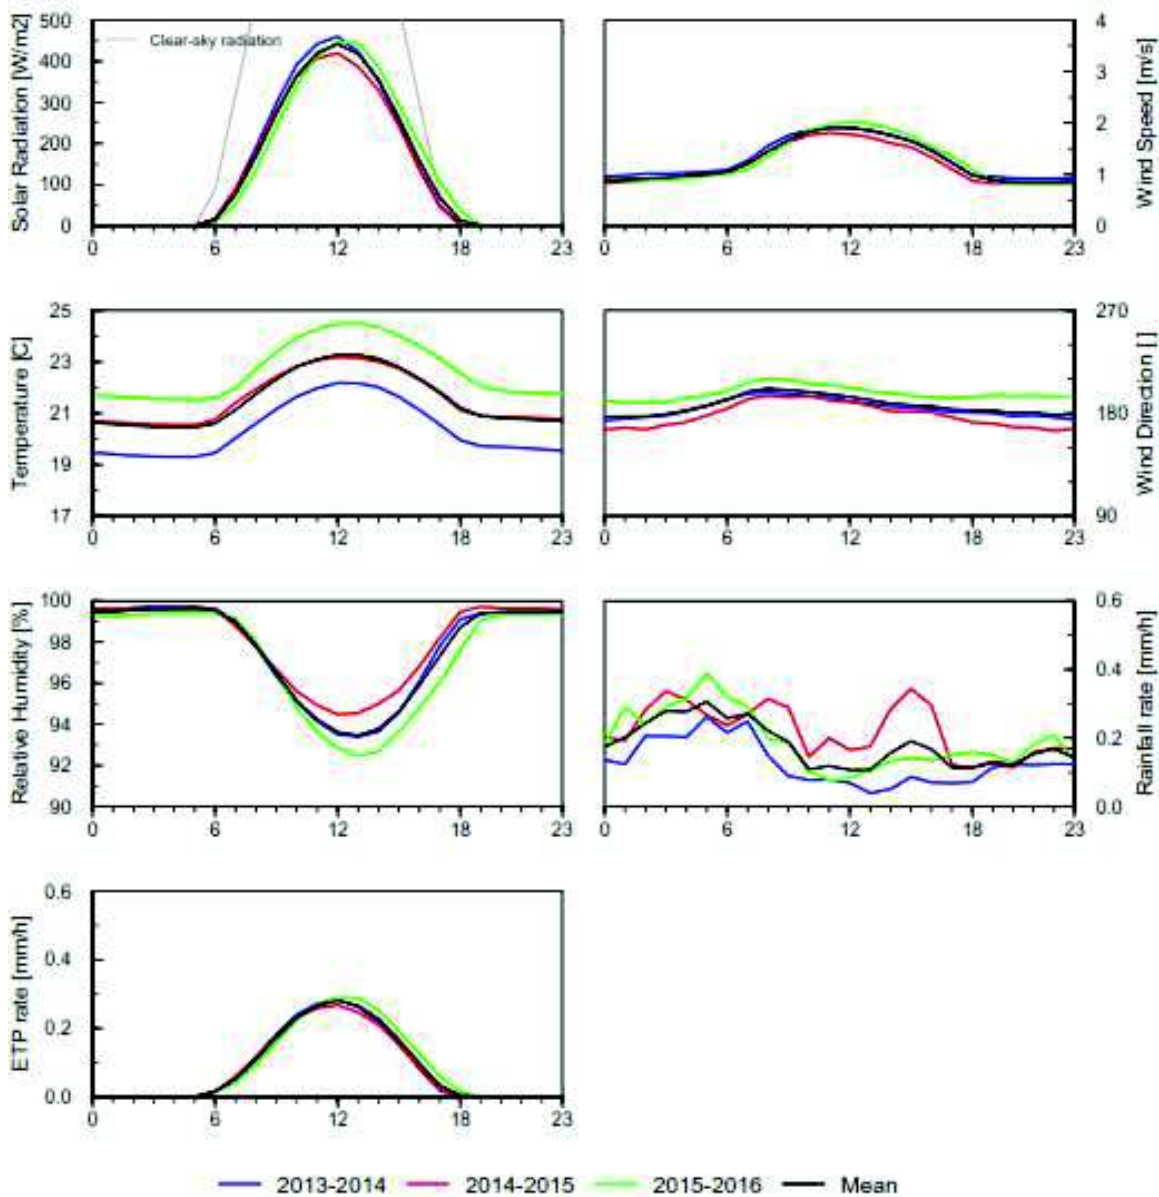 Solar Radiation [W/m2]
500
400
300
200
100
0
Clear-sky radiation
0 6 12 18 23
4
3
2
1
0
Wind Speed [m/s]
0 6 12 18 23
Temperature [C]
25
23
21
19
17
0 6 12 18 23
270
180
90
Wind Direction [ ]
0 6 12 18 23
Relative Humidity [%]
100
98
96
94
92
90
0 6 12 18 23
0.6
0.4
0.2
0.0
Rainfall rate [mm/h]
0 6 12 18 23
ETP rate [mm/h]
0.6
0.4
0.2
0.0
0 6 12 18 23
2013-2014 2014-2015 2015-2016 Mean